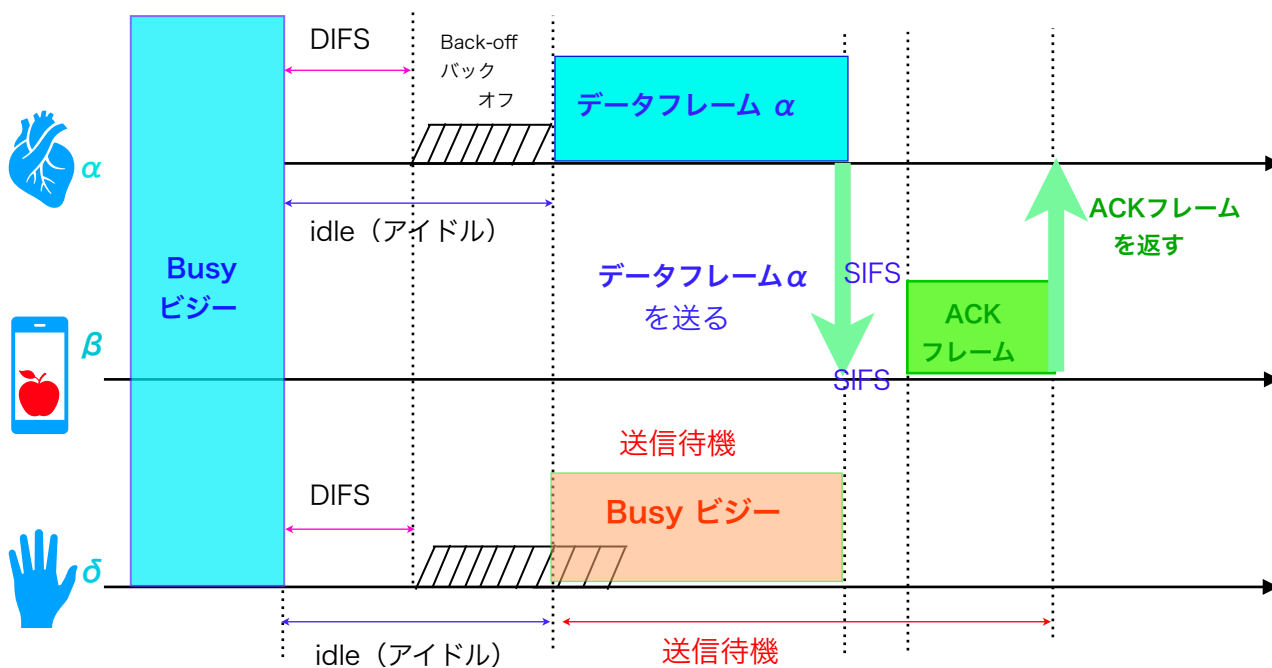 DIFS
Back-off
バック
オフ
データフレーム α
α
idle（アイドル）
ACKフレーム
を返す
Busy
ビジー
データフレームα
を送る
SIFS
β
ACK
フレーム
SIFS
送信待機
DIFS
Busy ビジー
δ
idle（アイドル）
送信待機